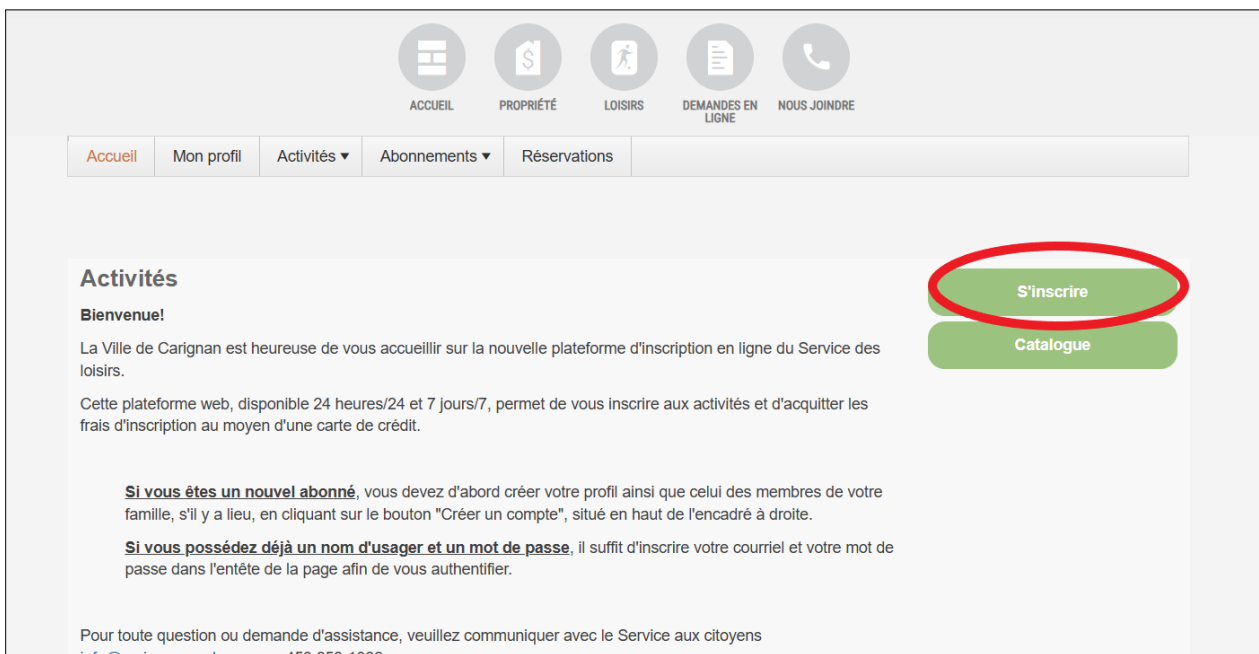 ACCUEIL
PROPRIÉTÉ
LOISIRS
DEMANDES EN
LIGNE
NOUS JOINDRE
Accueil
Mon profil
Activités ▾
Abonnements ▾
Réservations
Activités
S'inscrire
Catalogue
Bienvenue!
La Ville de Carignan est heureuse de vous accueillir sur la nouvelle plateforme d'inscription en ligne du Service des
loisirs.
Cette plateforme web, disponible 24 heures/24 et 7 jours/7, permet de vous inscrire aux activités et d'acquitter les
frais d'inscription au moyen d'une carte de crédit.
Si vous êtes un nouvel abonné, vous devez d'abord créer votre profil ainsi que celui des membres de votre
famille, s'il y a lieu, en cliquant sur le bouton "Créer un compte", situé en haut de l'encadré à droite.
Si vous possédez déjà un nom d'usager et un mot de passe, il suffit d'inscrire votre courriel et votre mot de
passe dans l'entête de la page afin de vous authentifier.
Pour toute question ou demande d'assistance, veuillez communiquer avec le Service aux citoyens